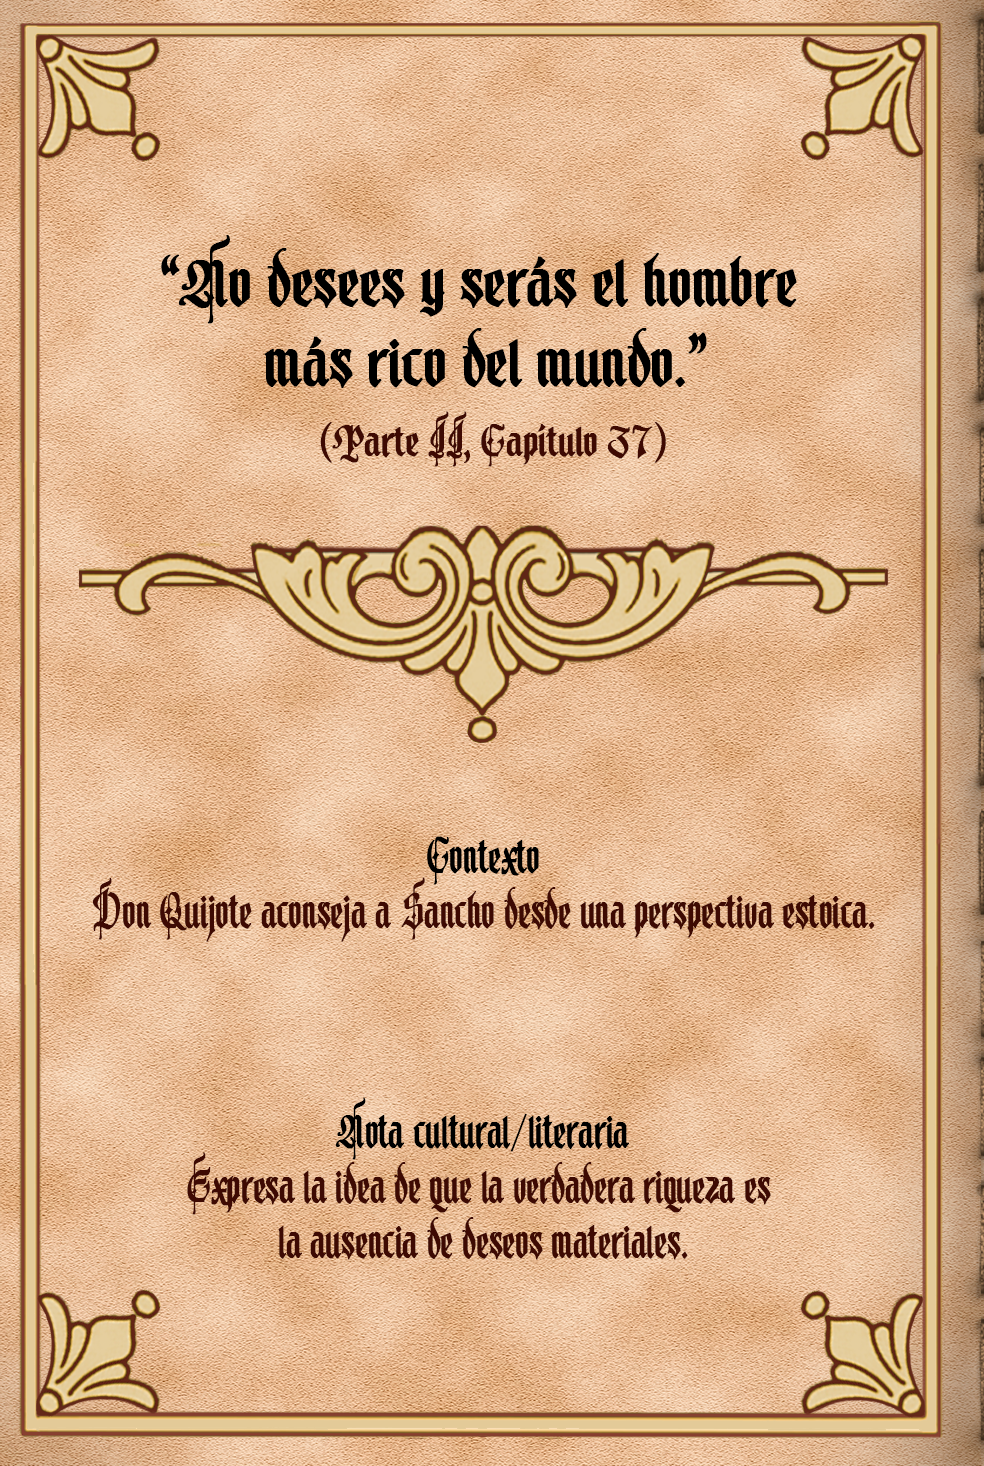 “No desees y serás el hombre
más rico del mundo.”
(Parte II, Capítulo 37)
Contexto
Don Quijote aconseja a Sancho desde una perspectiva estoica.
Nota cultural/literaria
Expresa la idea de que la verdadera riqueza es
la ausencia de deseos materiales.